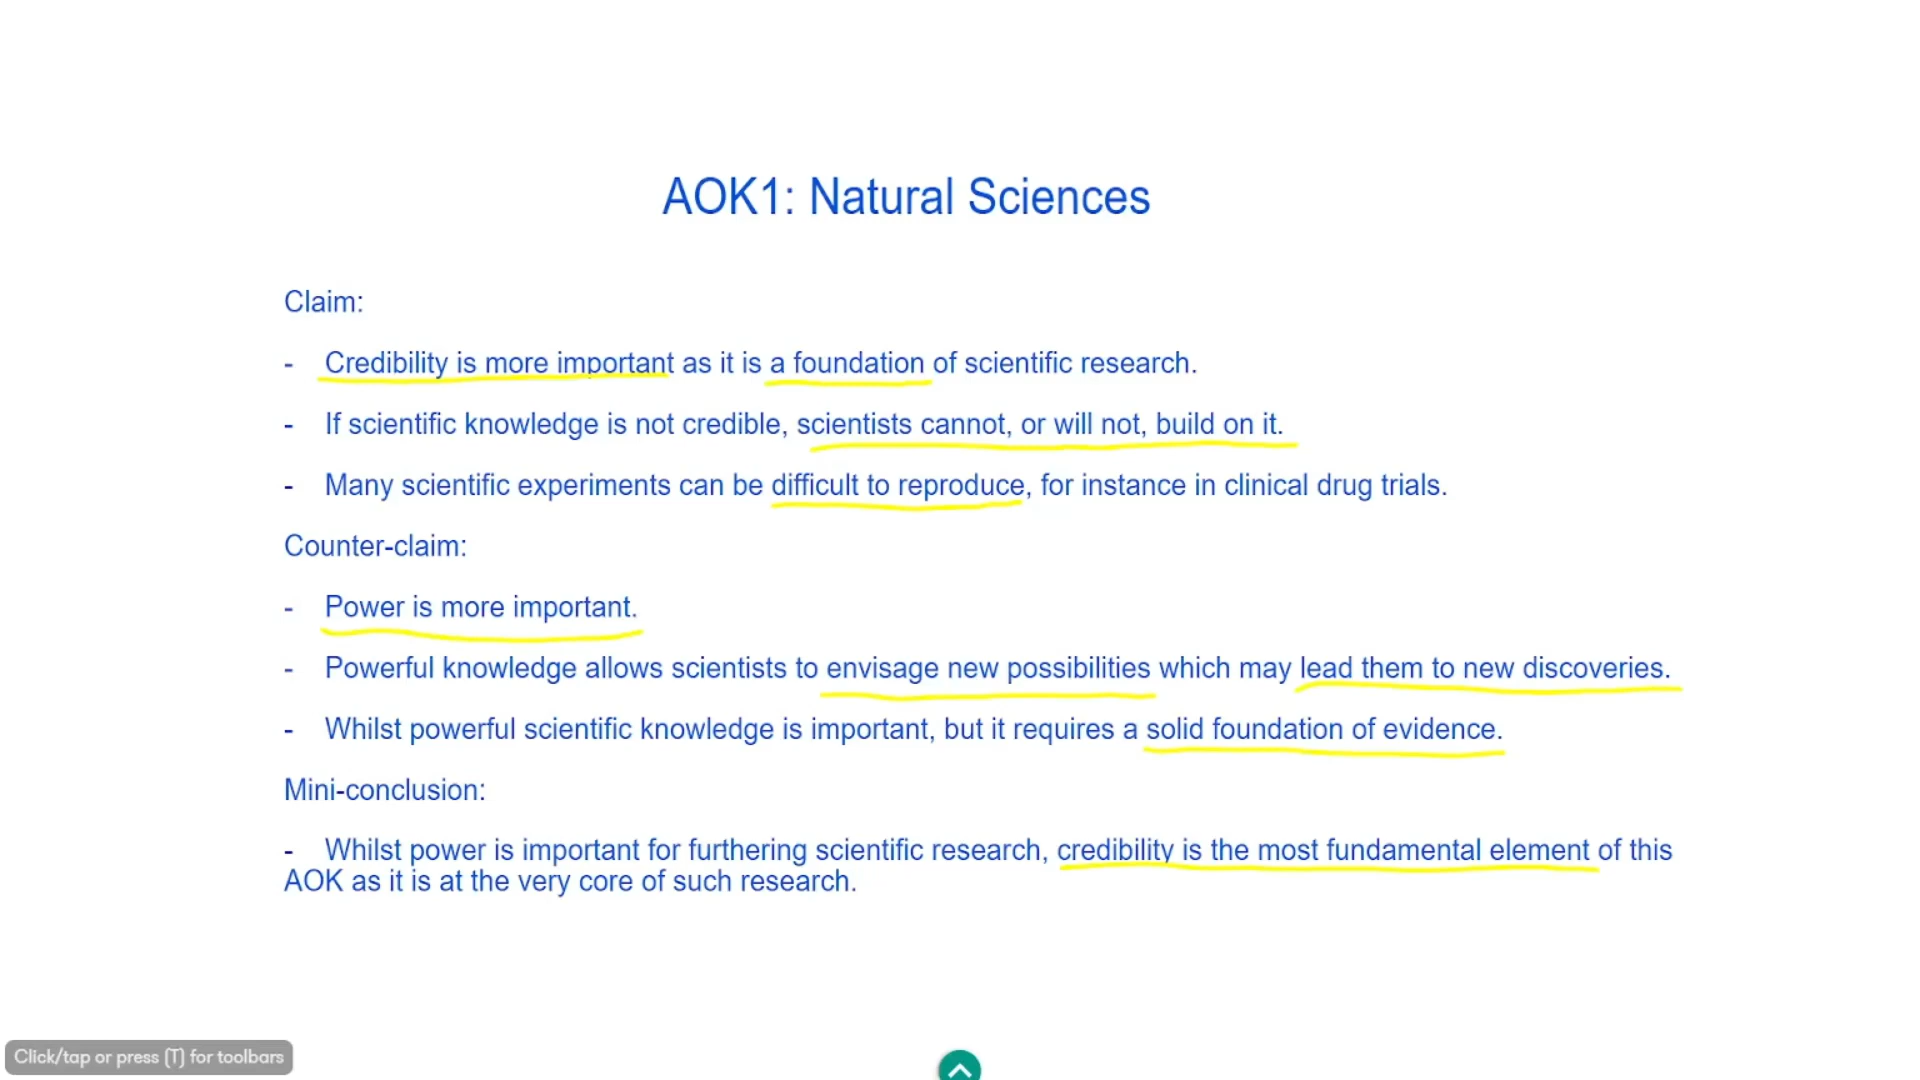 AOK1: Natural Sciences
Claim:
- Credibility is more important as it is a foundation of scientific research.
- If scientific knowledge is not credible, scientists cannot, or will not, build on it.
- Many scientific experiments can be difficult to reproduce, for instance in clinical drug trials.
Counter-claim:
- Power is more important.
- Powerful knowledge allows scientists to envisage new possibilities which may lead them to new discoveries.
- Whilst powerful scientific knowledge is important, but it requires a solid foundation of evidence.
Mini-conclusion:
- Whilst power is important for furthering scientific research, credibility is the most fundamental element of this
AOK as it is at the very core of such research.
Click/tap or press (T) for toolbars